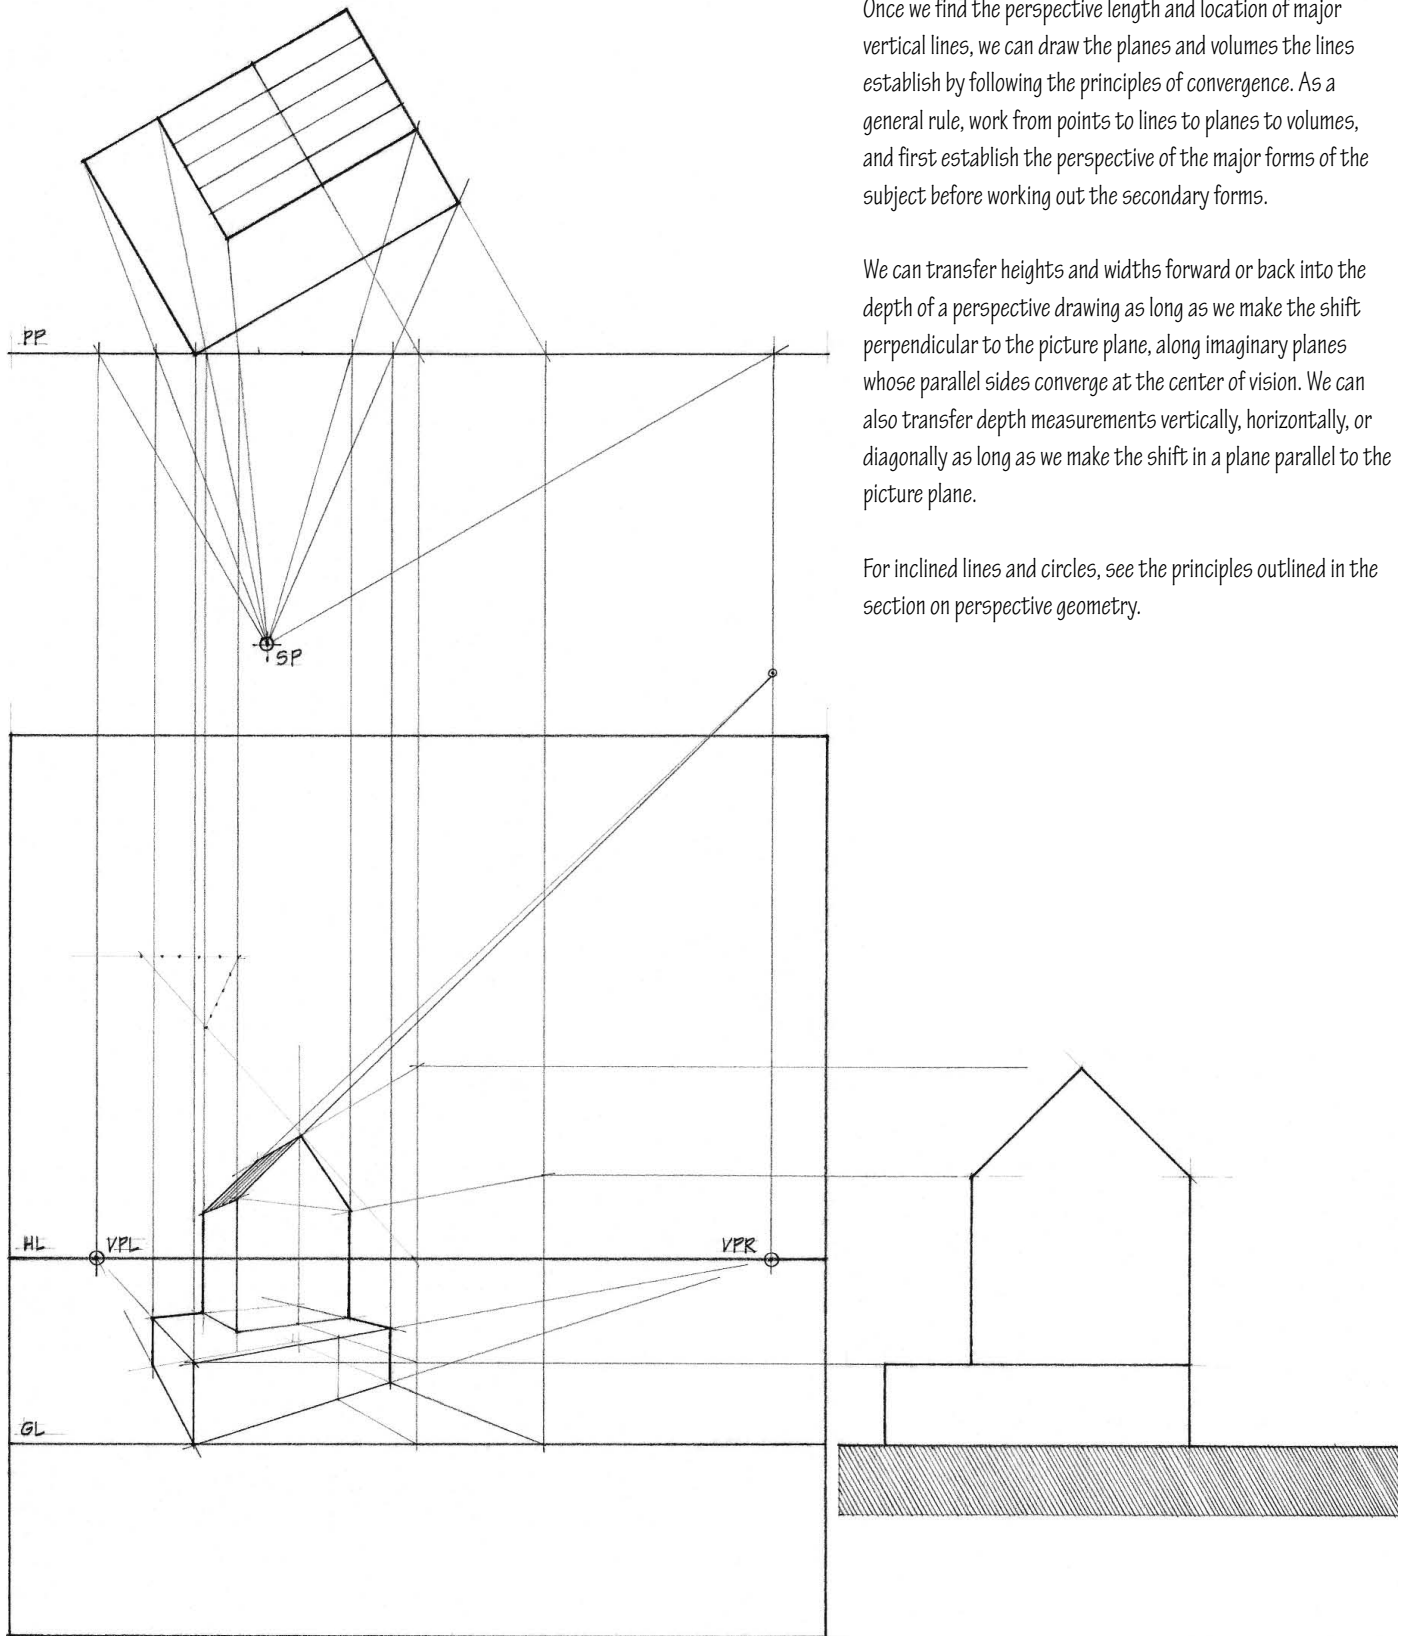 Once we find the perspective length and location of major
vertical lines, we can draw the planes and volumes the lines
establish by following the principles of convergence. As a
general rule, work from points to lines to planes to volumes,
and first establish the perspective of the major forms of the
subject before working out the secondary forms.
We can transfer heights and widths forward or back into the
depth of a perspective drawing as long as we make the shift
perpendicular to the picture plane, along imaginary planes
whose parallel sides converge at the center of vision. We can
also transfer depth measurements vertically, horizontally, or
diagonally as long as we make the shift in a plane parallel to the
picture plane.
For inclined lines and circles, see the principles outlined in the
section on perspective geometry.
PP
SP
HL
VPL
VPR
GL